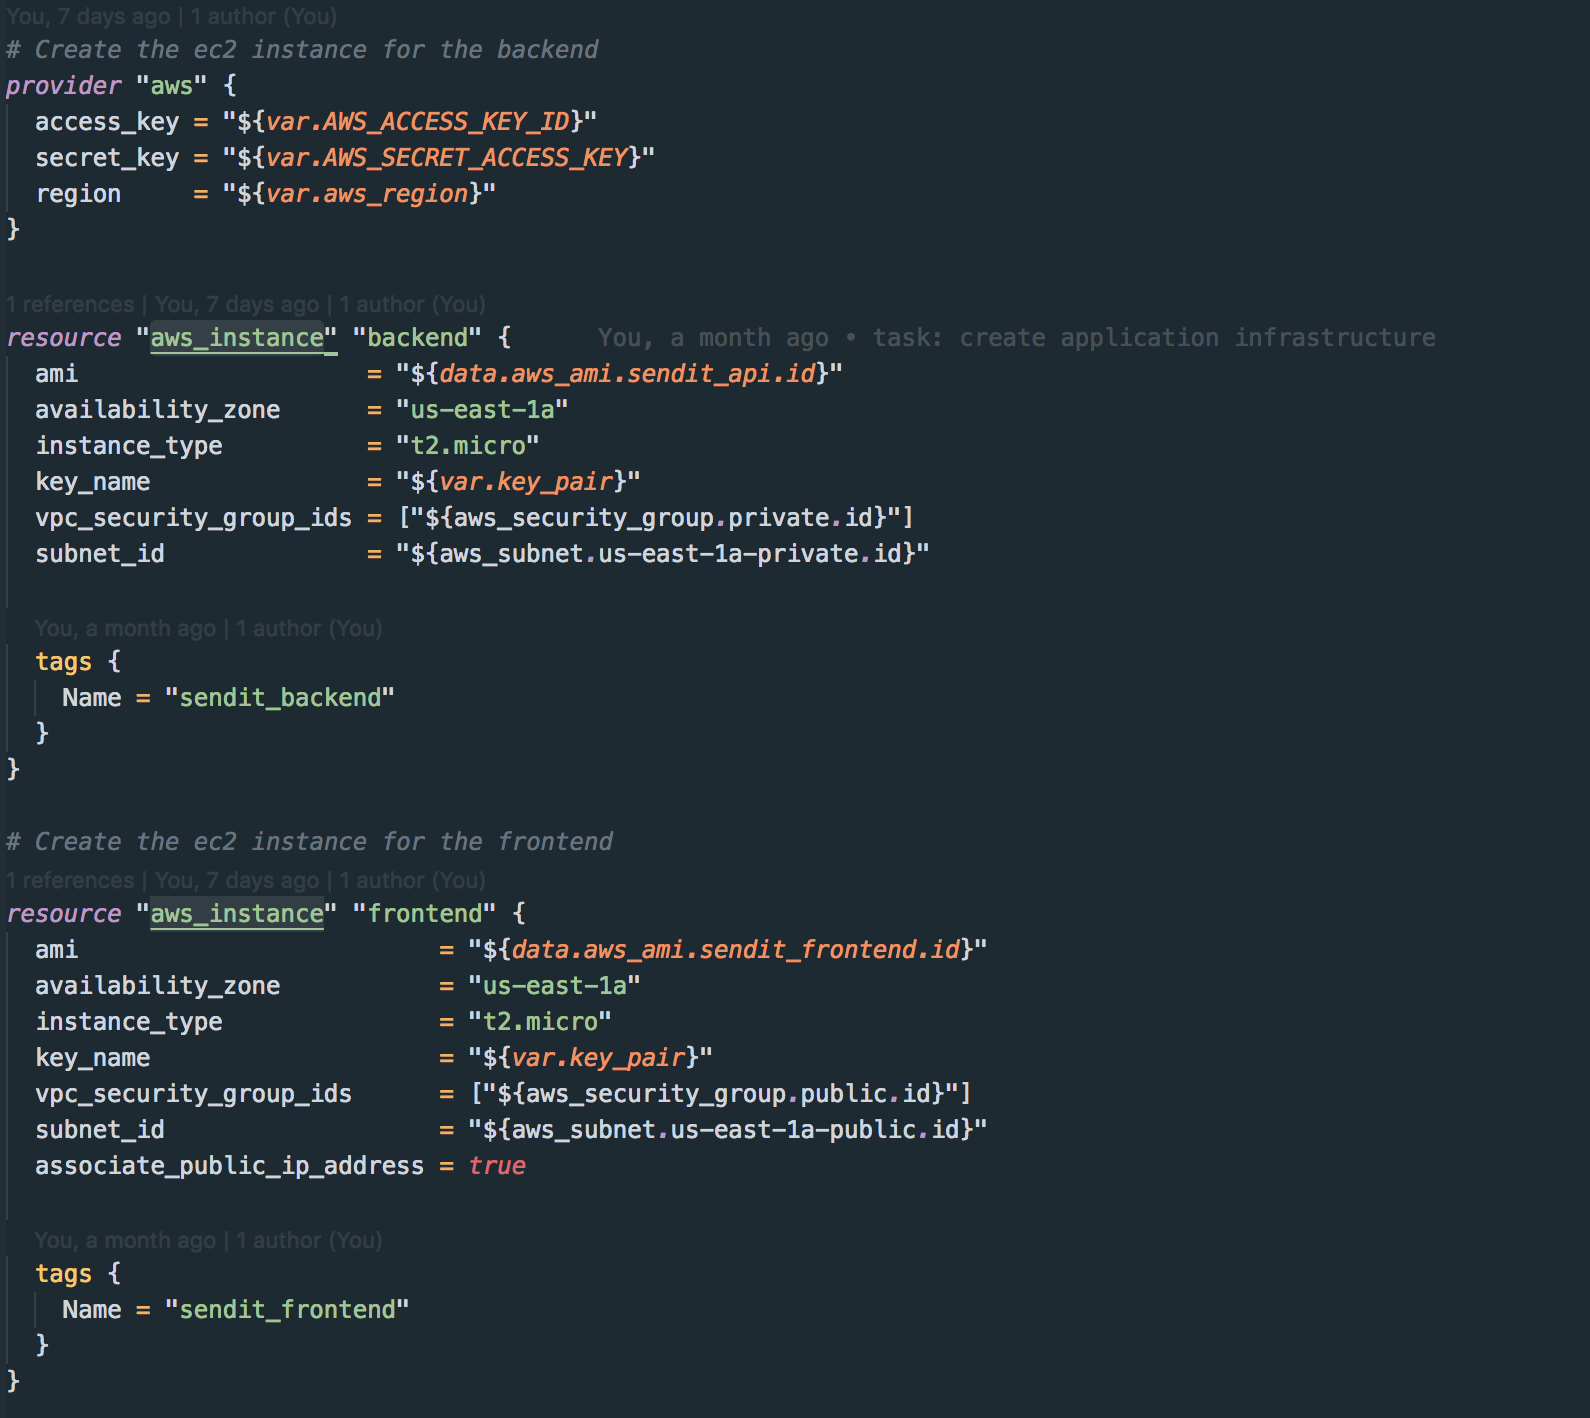 You, 7 days ago | 1 author (You)
# Create the ec2 instance for the backend
provider "aws" {
  access_key = "${var.AWS_ACCESS_KEY_ID}"
  secret_key = "${var.AWS_SECRET_ACCESS_KEY}"
  region     = "${var.aws_region}"
}

1 references | You, 7 days ago | 1 author (You)
resource "aws_instance" "backend" {      You, a month ago • task: create application infrastructure
  ami                    = "${data.aws_ami.sendit_api.id}"
  availability_zone      = "us-east-1a"
  instance_type          = "t2.micro"
  key_name               = "${var.key_pair}"
  vpc_security_group_ids = ["${aws_security_group.private.id}"]
  subnet_id              = "${aws_subnet.us-east-1a-private.id}"

  You, a month ago | 1 author (You)
  tags {
    Name = "sendit_backend"
  }
}

# Create the ec2 instance for the frontend
1 references | You, 7 days ago | 1 author (You)
resource "aws_instance" "frontend" {
  ami                         = "${data.aws_ami.sendit_frontend.id}"
  availability_zone           = "us-east-1a"
  instance_type               = "t2.micro"
  key_name                    = "${var.key_pair}"
  vpc_security_group_ids      = ["${aws_security_group.public.id}"]
  subnet_id                   = "${aws_subnet.us-east-1a-public.id}"
  associate_public_ip_address = true

  You, a month ago | 1 author (You)
  tags {
    Name = "sendit_frontend"
  }
}